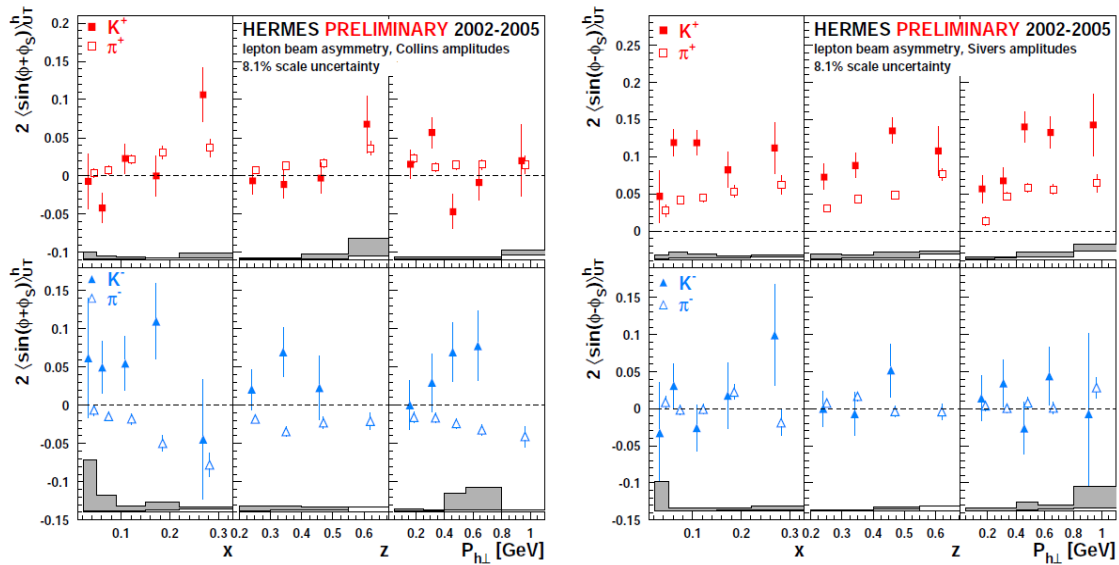 2 ⟨sin(φ+φS)⟩hUT
0.2
0.15
0.1
0.05
0
-0.05
-0.1
K+
π+
HERMES PRELIMINARY 2002-2005
lepton beam asymmetry, Collins amplitudes
8.1% scale uncertainty
2 ⟨sin(φ+φS)⟩hUT
0.15
0.1
0.05
0
-0.05
-0.1
-0.15
K-
π-
0.1 0.2 0.3 0.2 0.3 0.4 0.5 0.6 0.2 0.4 0.6 0.8 1
x z Ph⊥ [GeV]
2 ⟨sin(φ-φS)⟩hUT
0.25
0.2
0.15
0.1
0.05
0
K+
π+
HERMES PRELIMINARY 2002-2005
lepton beam asymmetry, Sivers amplitudes
8.1% scale uncertainty
2 ⟨sin(φ-φS)⟩hUT
0.15
0.1
0.05
0
-0.05
-0.1
-0.15
K-
π-
0.1 0.2 0.3 0.2 0.3 0.4 0.5 0.6 0.2 0.4 0.6 0.8 1
x z Ph⊥ [GeV]